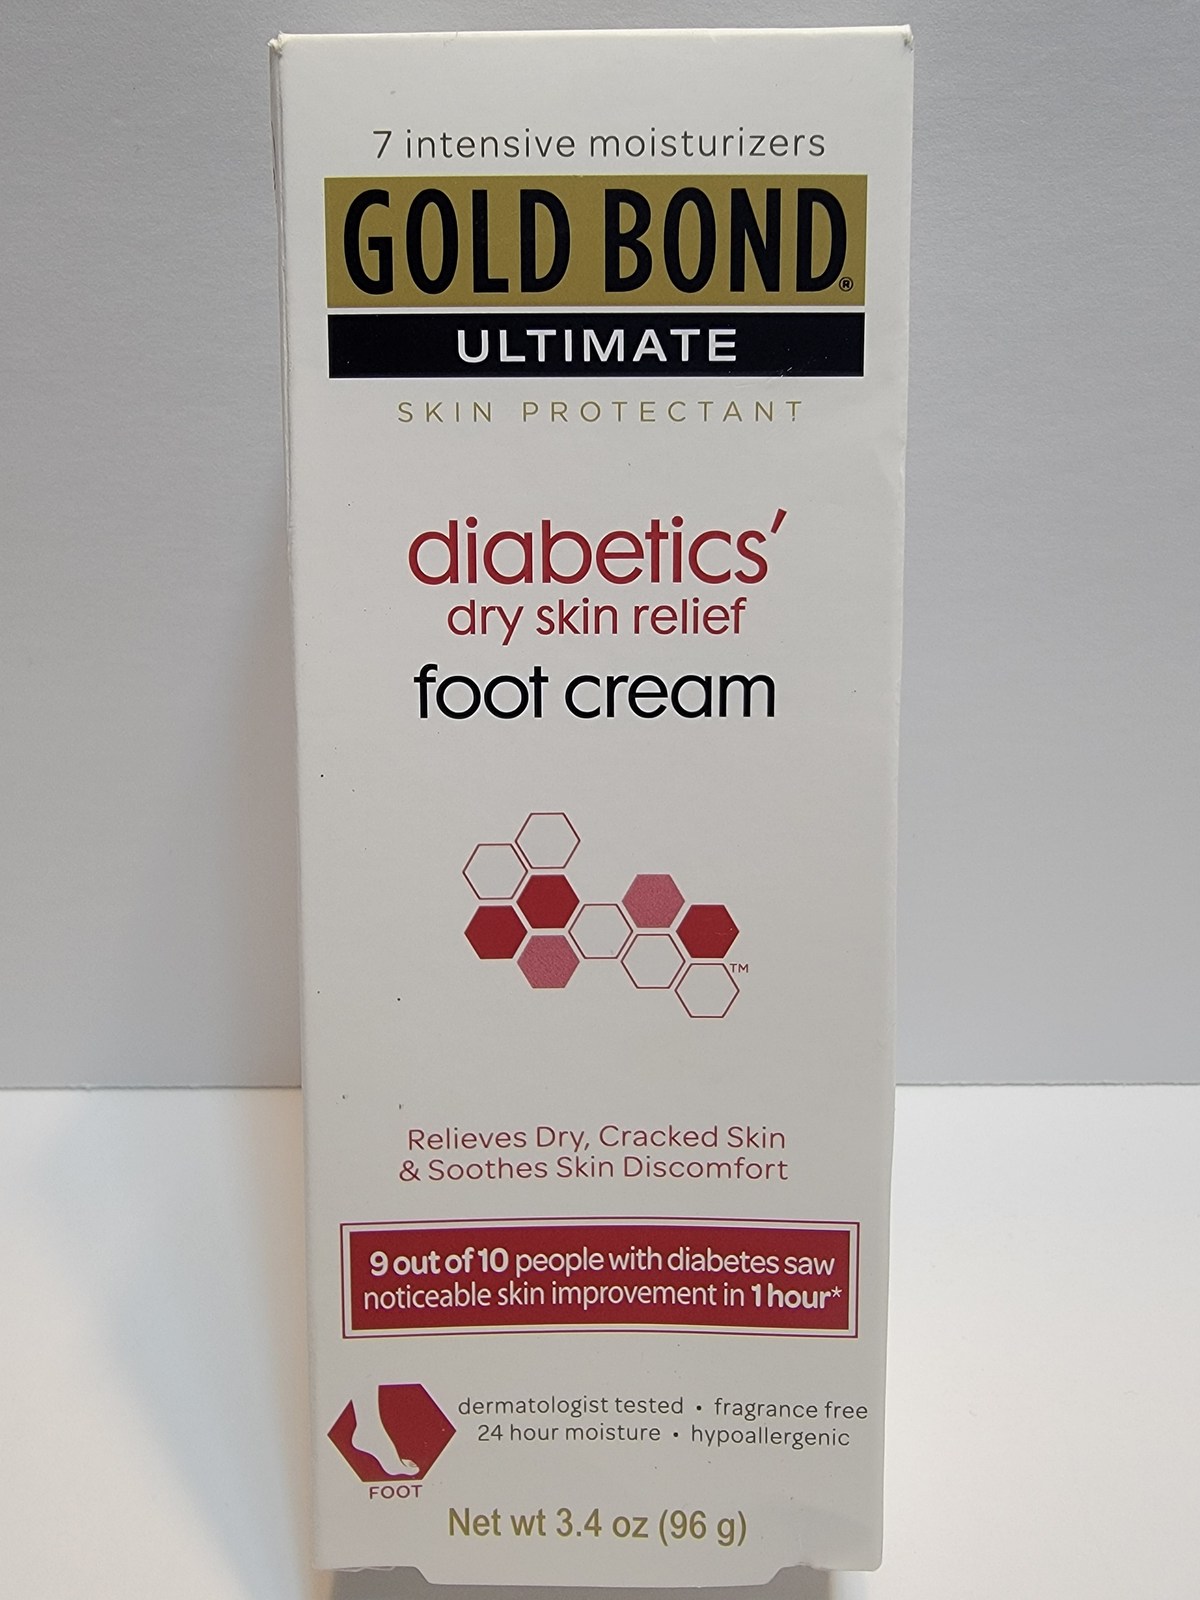 7 intensive moisturizers
GOLD BOND®
ULTIMATE
SKIN PROTECTANT
diabetics'
dry skin relief
foot cream
TM
Relieves Dry, Cracked Skin
& Soothes Skin Discomfort
9 out of 10 people with diabetes saw
noticeable skin improvement in 1 hour*
dermatologist tested • fragrance free
24 hour moisture • hypoallergenic
FOOT
Net wt 3.4 oz (96 g)